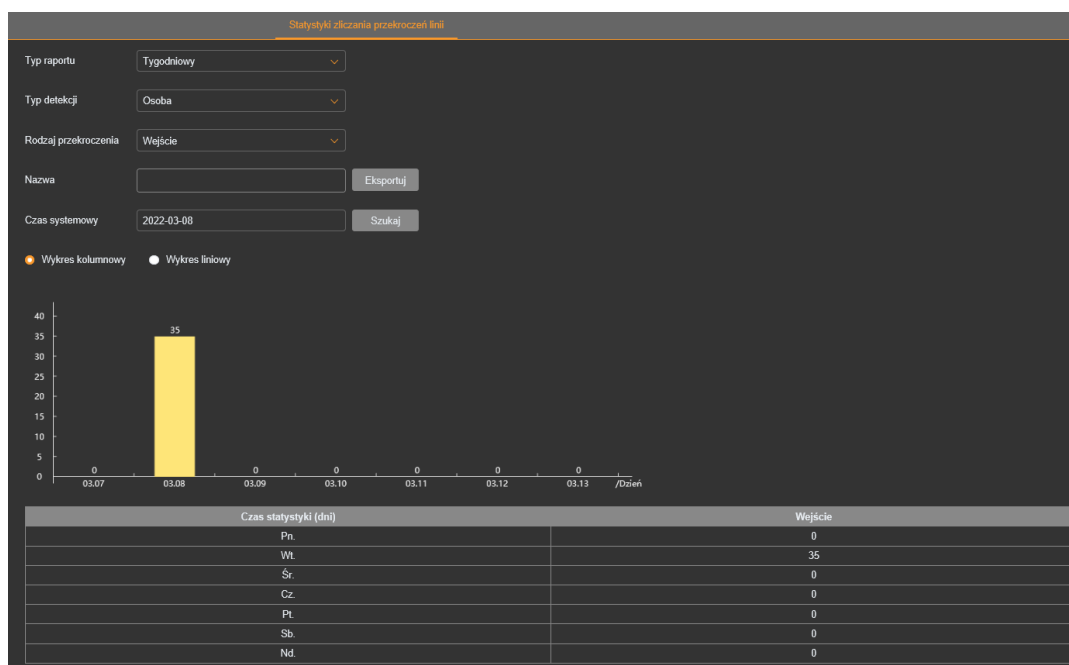 Statystyki zliczania przekroczeń linii
Typ raportu Tygodniowy
Typ detekcji Osoba
Rodzaj przekroczenia Wejście
Nazwa Eksportuj
Czas systemowy 2022-03-08 Szukaj
Wykres kolumnowy Wykres liniowy
40
35
30
25
20
15
10
5
0
0 35 0 0 0 0 0
03.07 03.08 03.09 03.10 03.11 03.12 03.13 /Dzień
Czas statystyki (dni) Wejście
Pn. 0
Wt. 35
Śr. 0
Cz. 0
Pt. 0
Sb. 0
Nd. 0